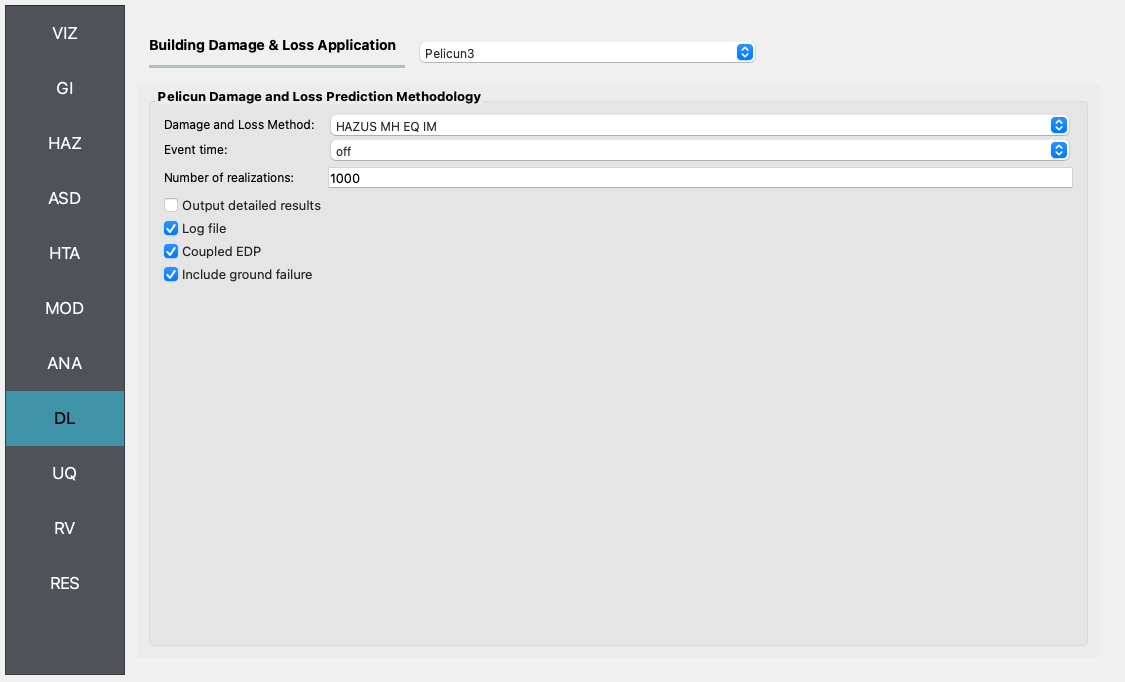 VIZ
GI
HAZ
ASD
HTA
MOD
ANA
DL
UQ
RV
RES
Building Damage & Loss Application
Pelicun3
Pelicun Damage and Loss Prediction Methodology
Damage and Loss Method: HAZUS MH EQ IM
Event time: off
Number of realizations: 1000
Output detailed results
Log file
Coupled EDP
Include ground failure